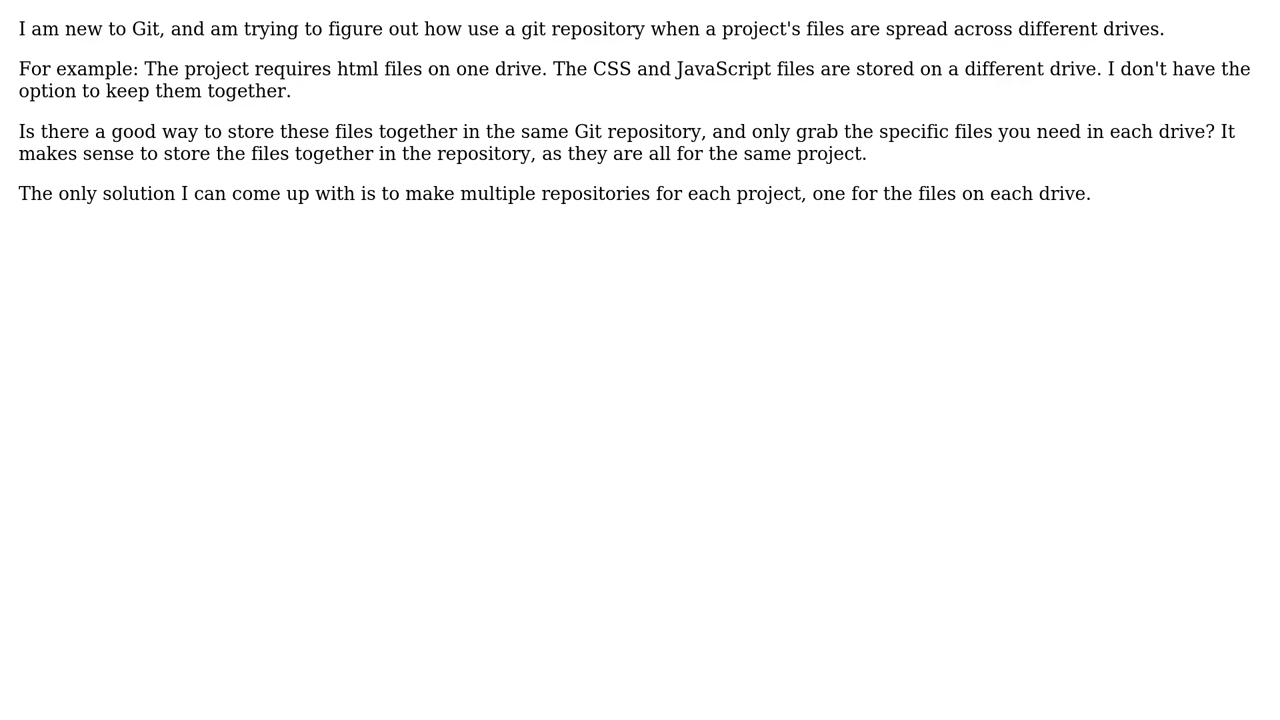 I am new to Git, and am trying to figure out how use a git repository when a project's files are spread across different drives.
For example: The project requires html files on one drive. The CSS and JavaScript files are stored on a different drive. I don't have the
option to keep them together.
Is there a good way to store these files together in the same Git repository, and only grab the specific files you need in each drive? It
makes sense to store the files together in the repository, as they are all for the same project.
The only solution I can come up with is to make multiple repositories for each project, one for the files on each drive.